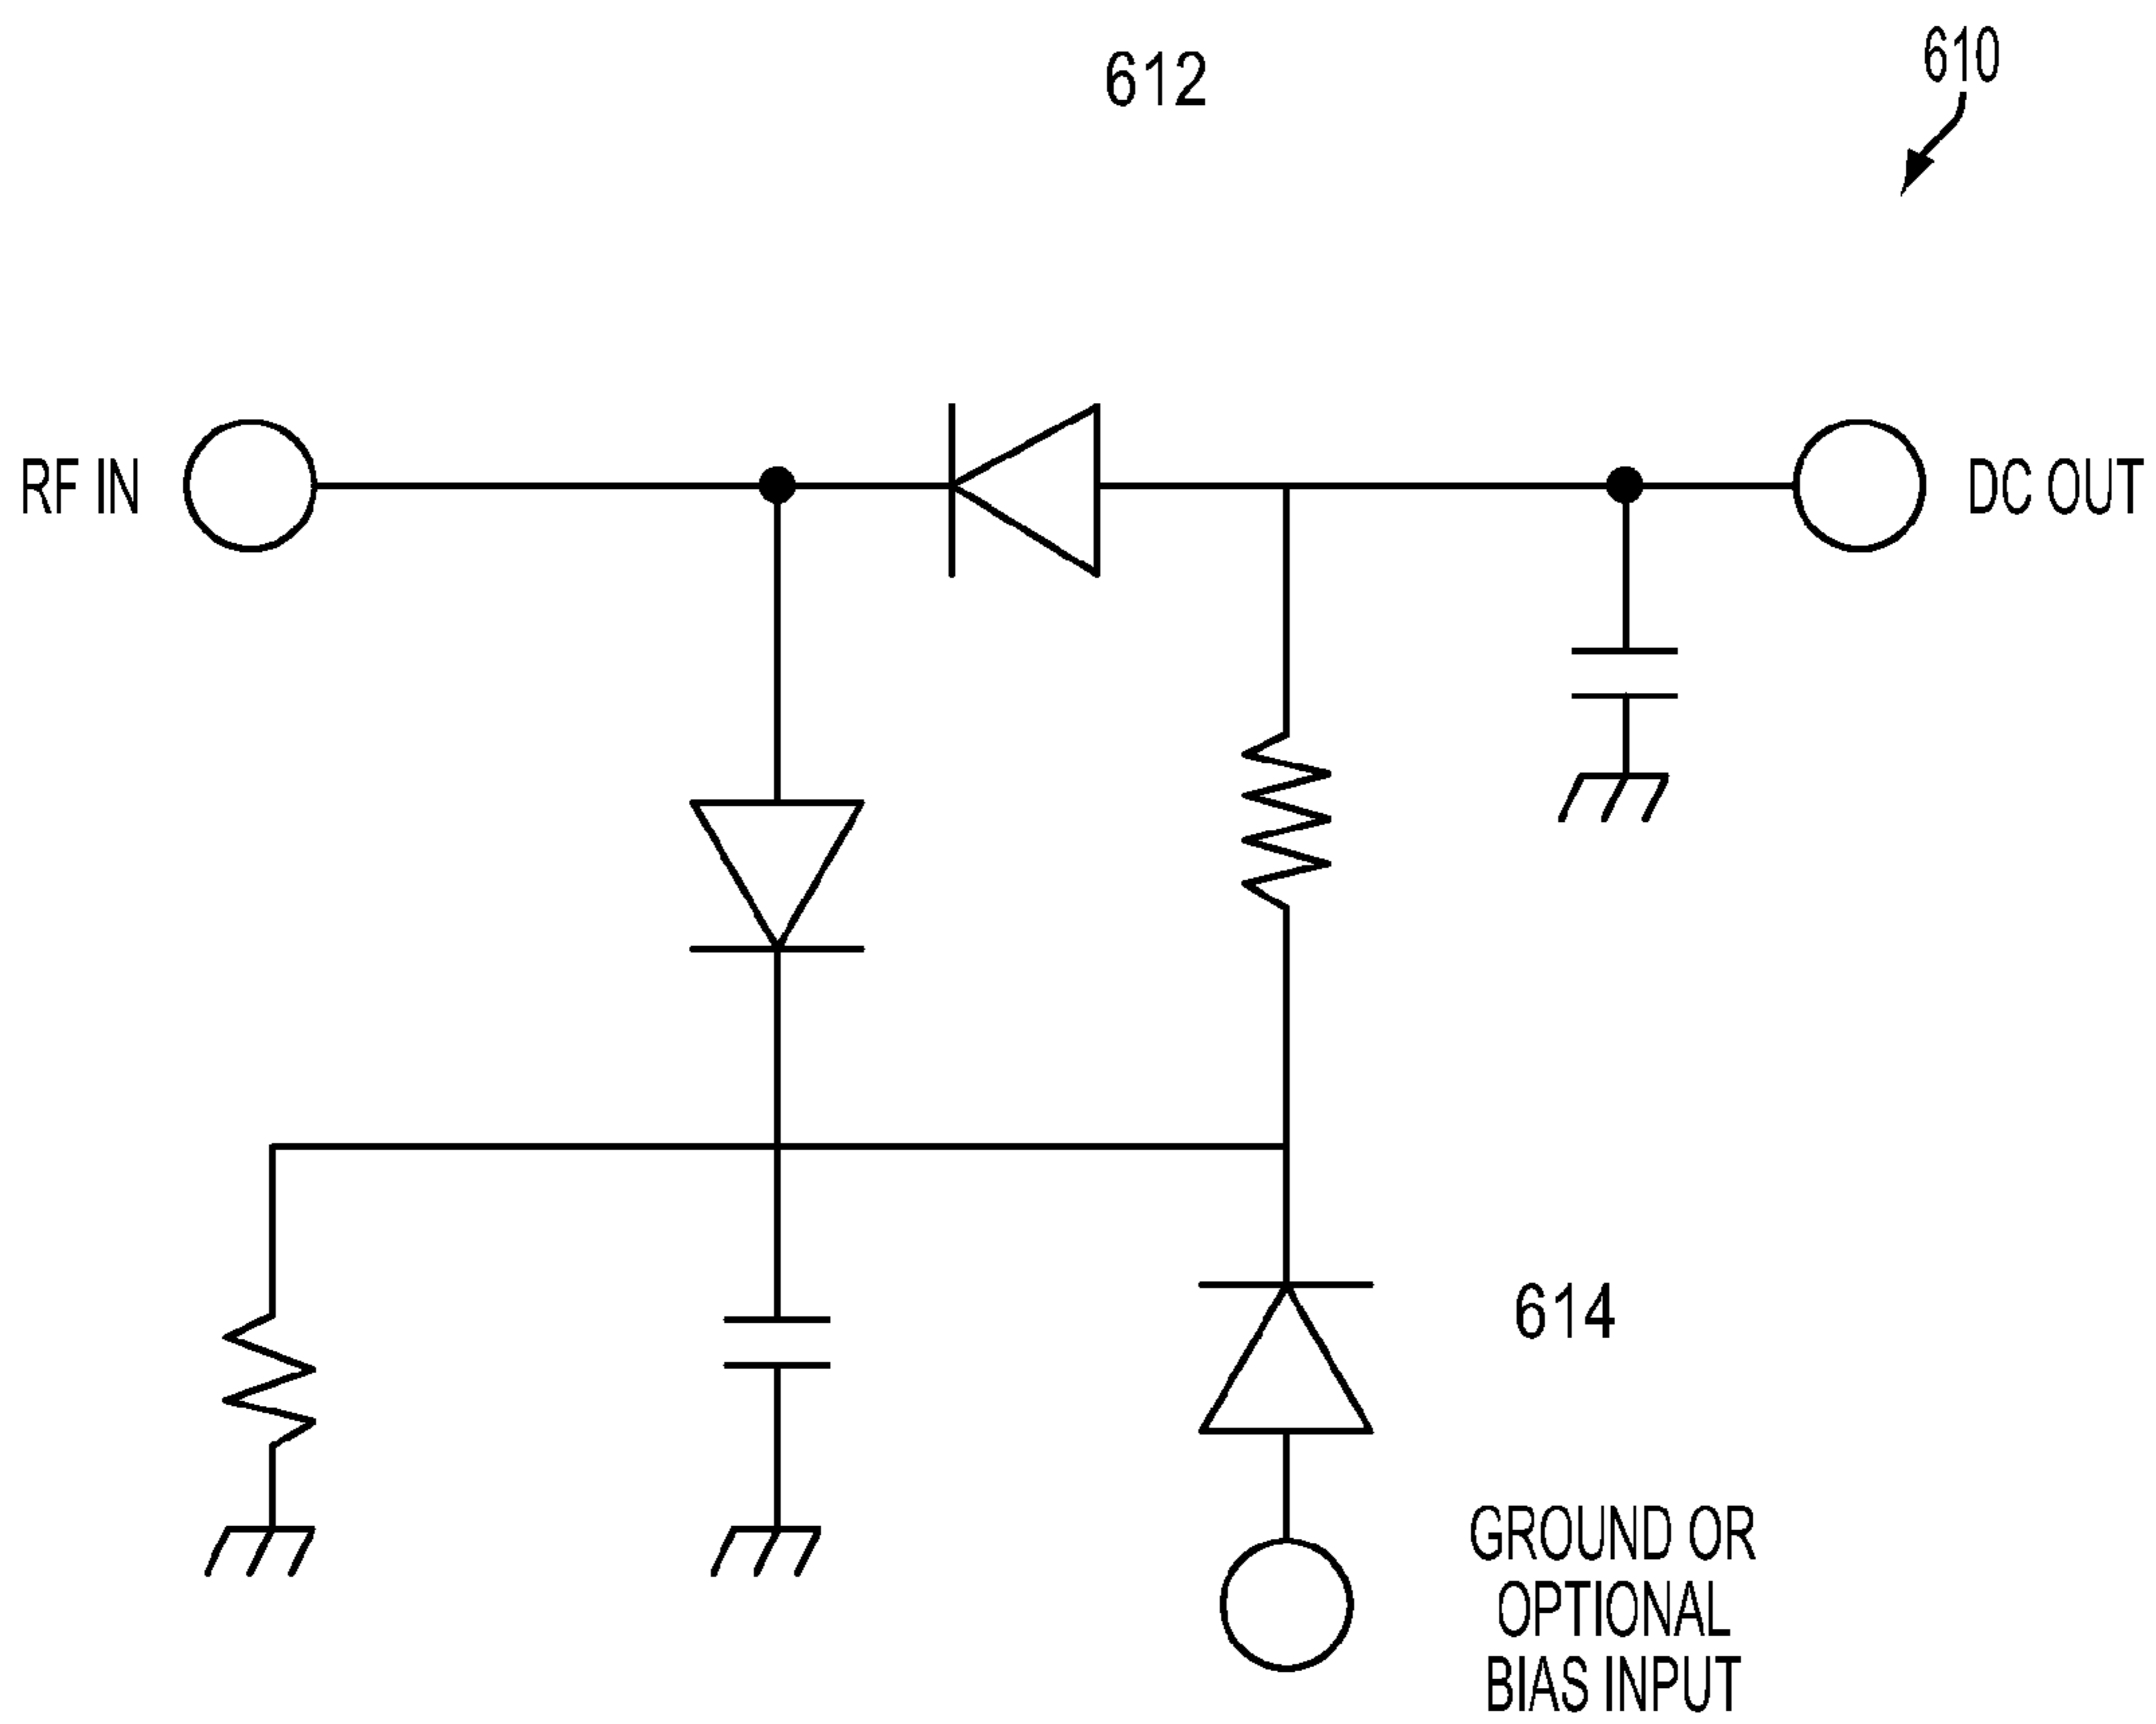 612
610
RF IN
DC OUT
614
GROUND OR
OPTIONAL
BIAS INPUT